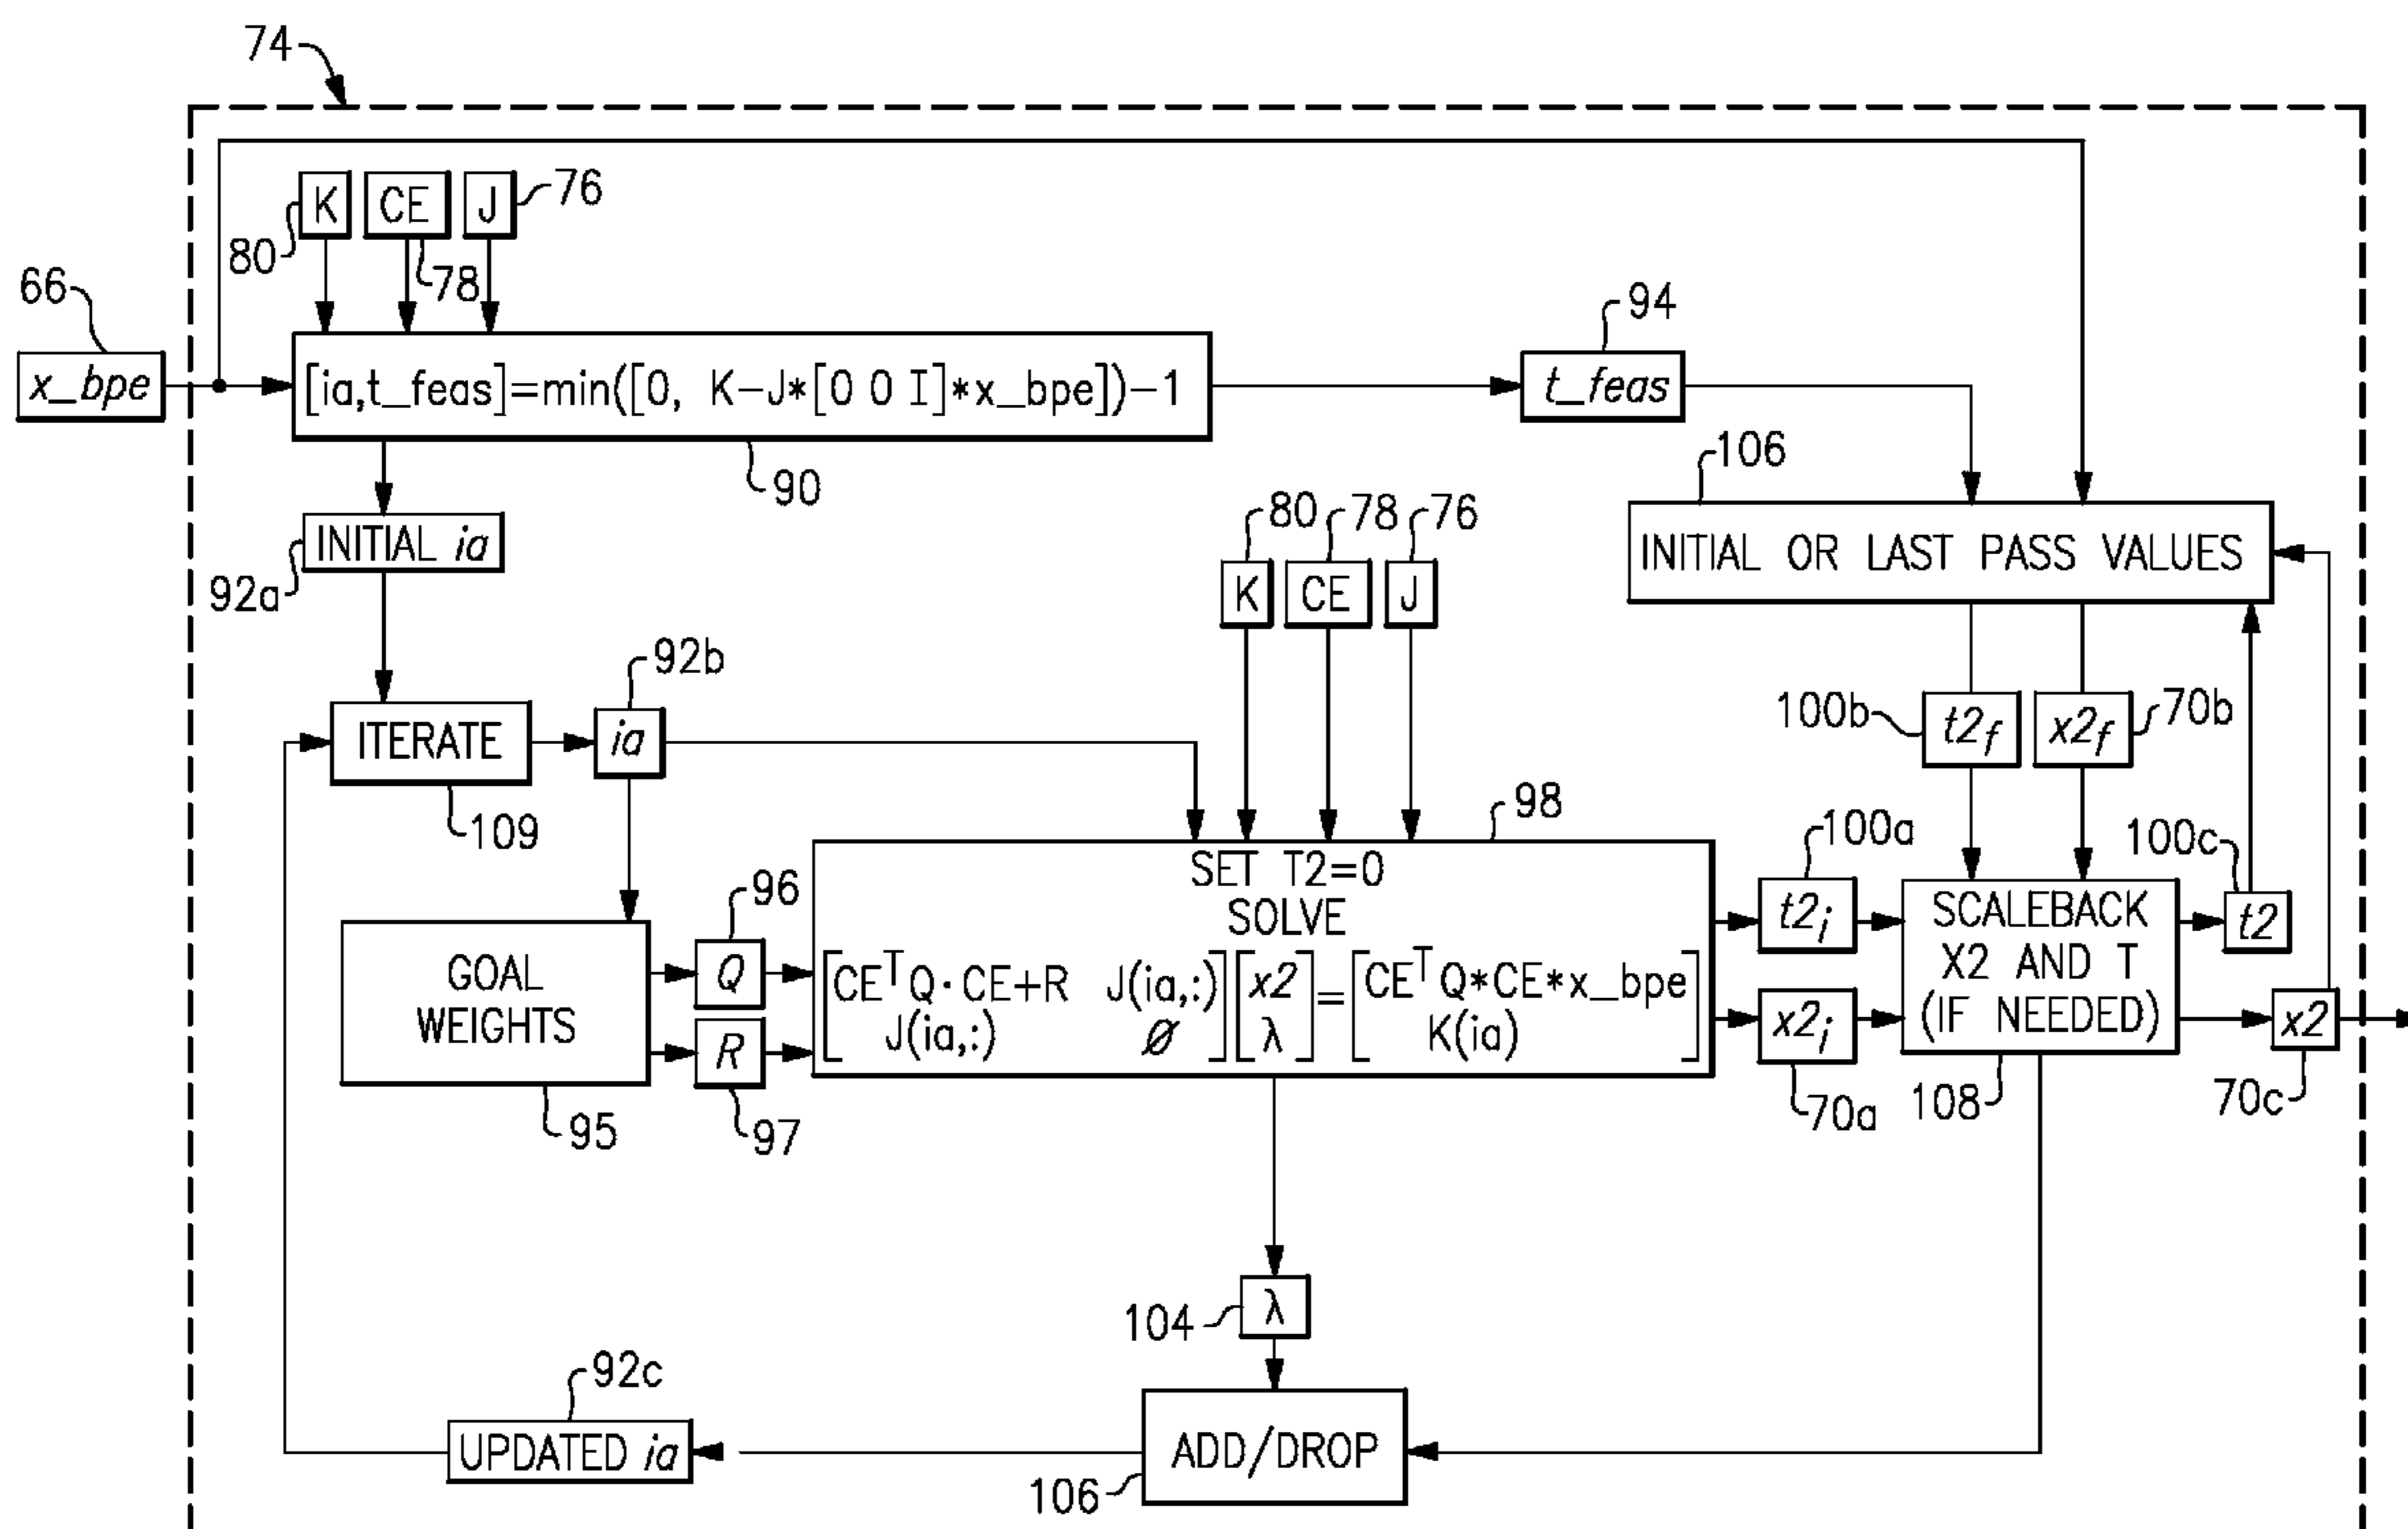 74
K
CE
J
76
80
78
66
x_bpe
[ia,t_feas]=min([0, K–J*[0 0 I]*x_bpe])–1
94
t_feas
90
106
INITIAL ia
92a
80
78
76
K
CE
J
INITIAL OR LAST PASS VALUES
92b
ITERATE
ia
109
100b
t2f
x2f
70b
98
SET T2=0
SOLVE
[CE^T Q·CE+R J(ia,:)] [x2] = [CE^T Q*CE*x_bpe]
[J(ia,:) ∅] [λ] [K(ia)]
96
Q
GOAL
WEIGHTS
R
95
97
100a
t2i
x2i
70a
SCALEBACK
X2 AND T
(IF NEEDED)
108
100c
t2
x2
70c
104
λ
92c
UPDATED ia
ADD/DROP
106